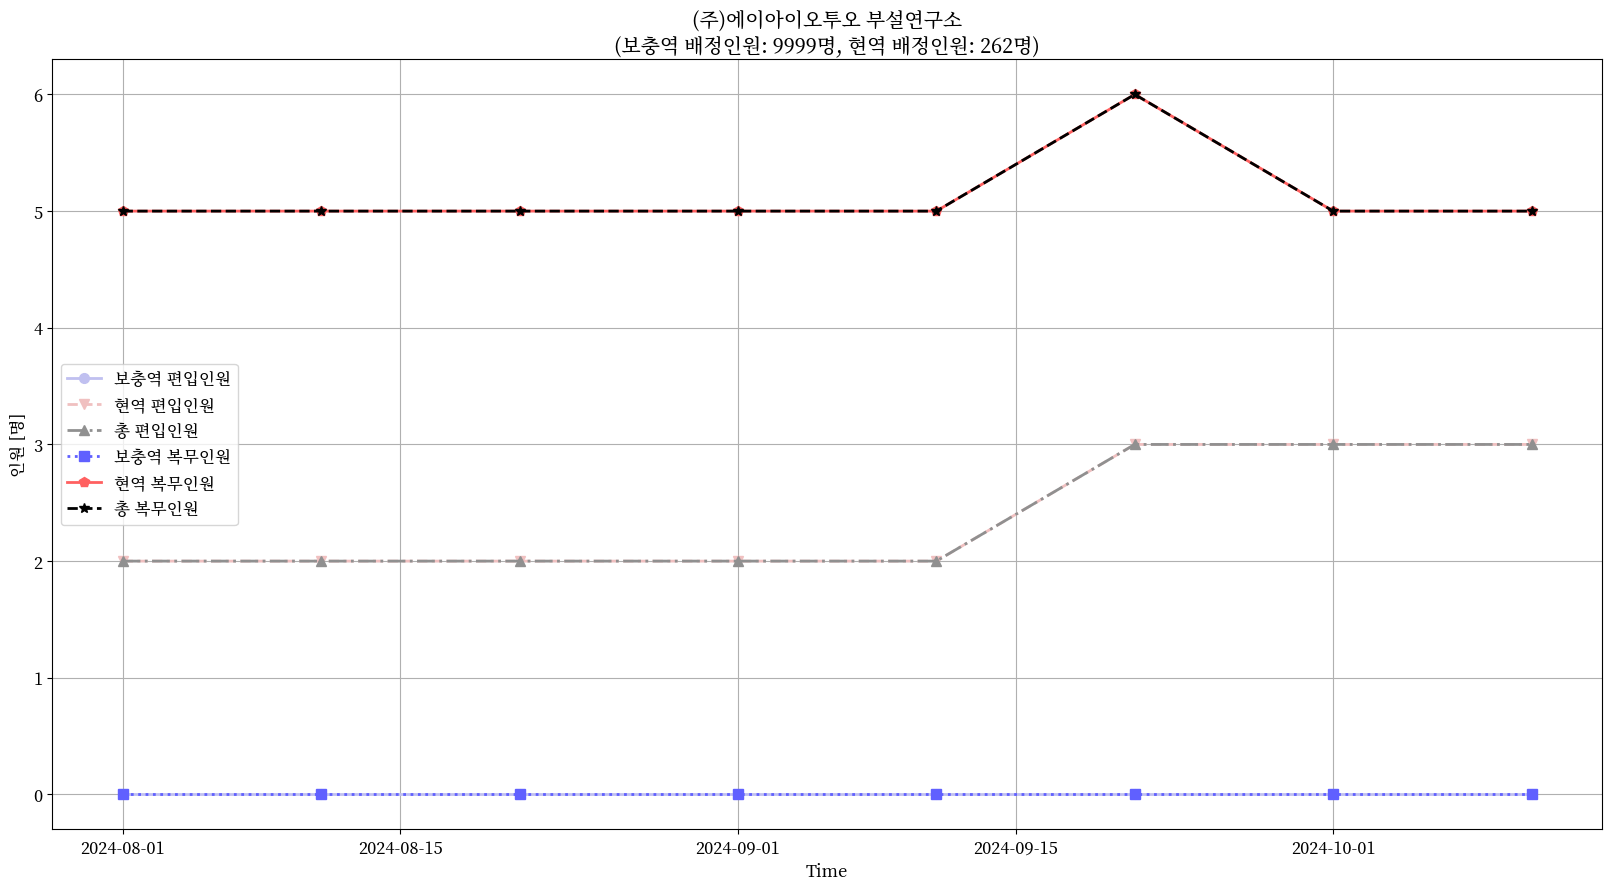 (주)에이아이오투오 부설연구소
(보충역 배정인원: 9999명, 현역 배정인원: 262명)
6
5
4
3
2
1
0
인원 [명]
보충역 편입인원
현역 편입인원
총 편입인원
보충역 복무인원
현역 복무인원
총 복무인원
2024-08-01
2024-08-15
2024-09-01
2024-09-15
2024-10-01
Time